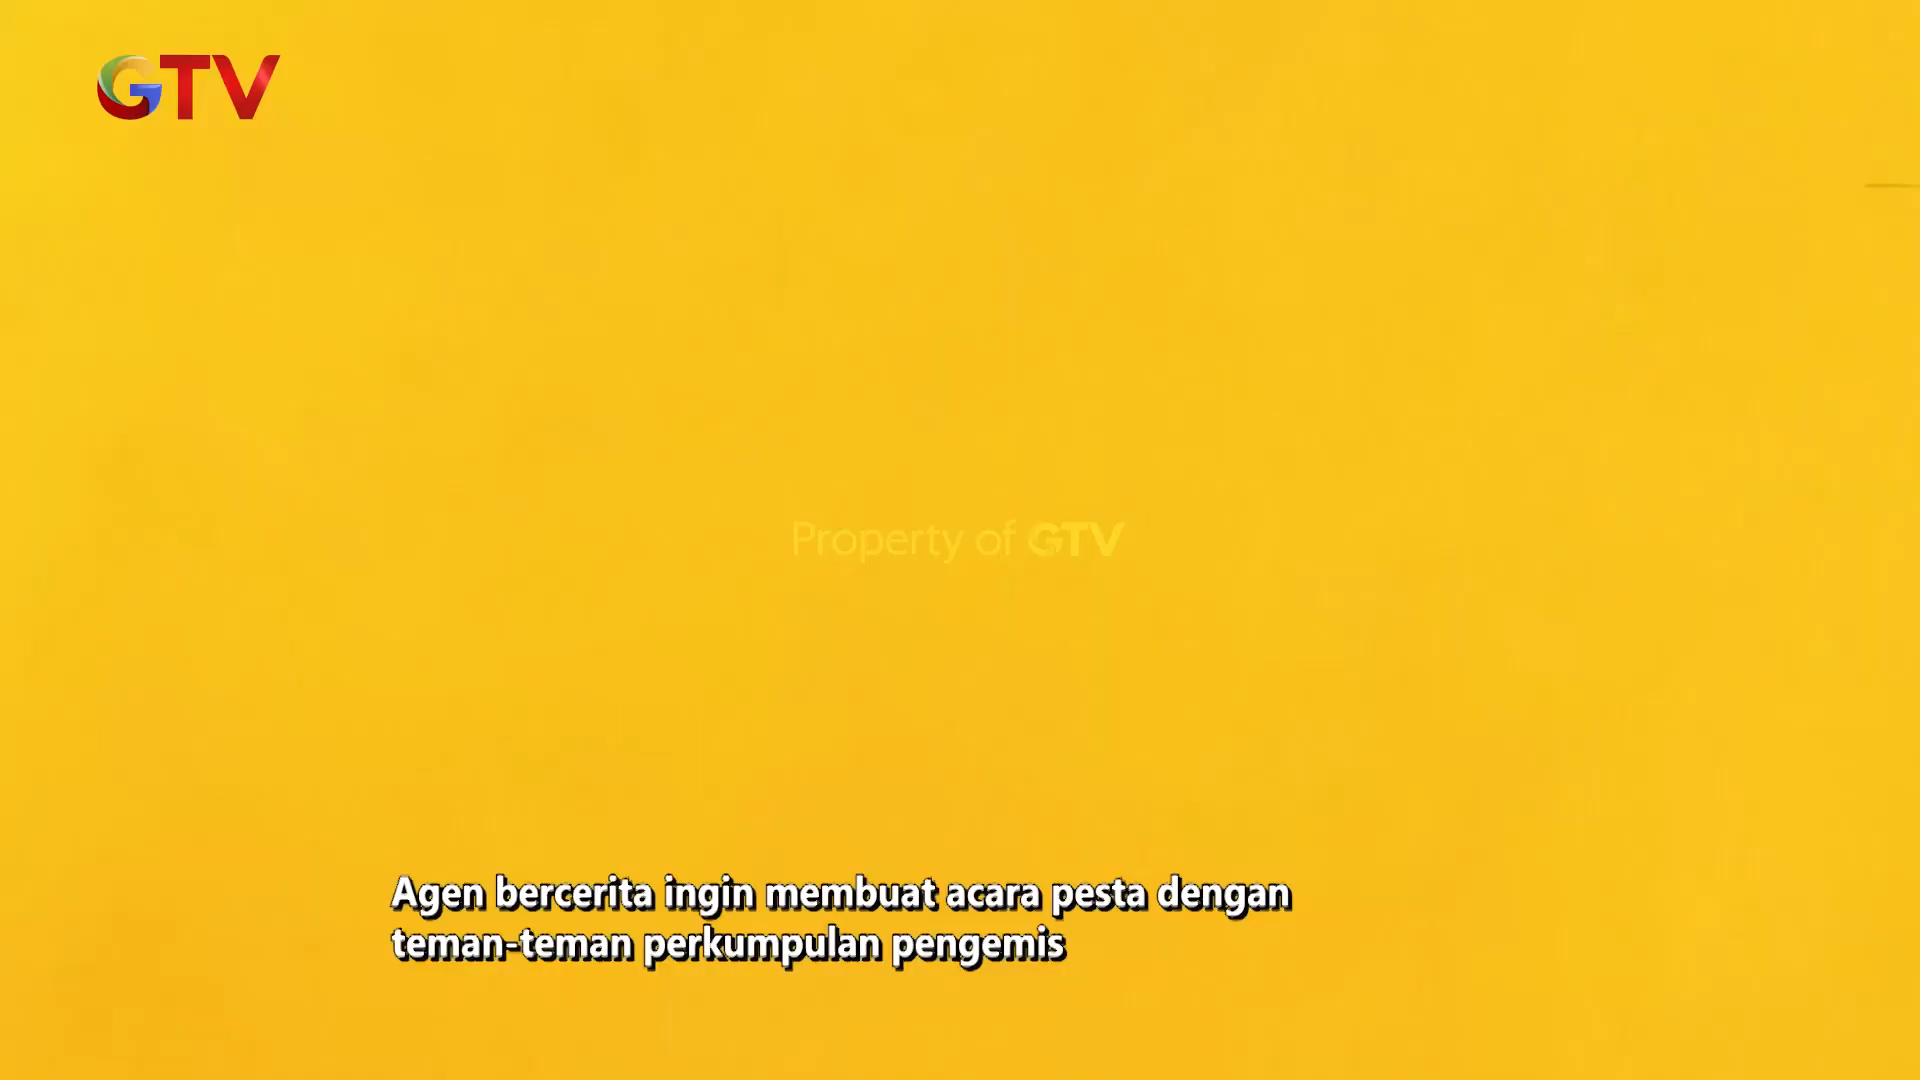 GTV
Property of GTV
Agen bercerita ingin membuat acara pesta dengan
teman-teman perkumpulan pengemis